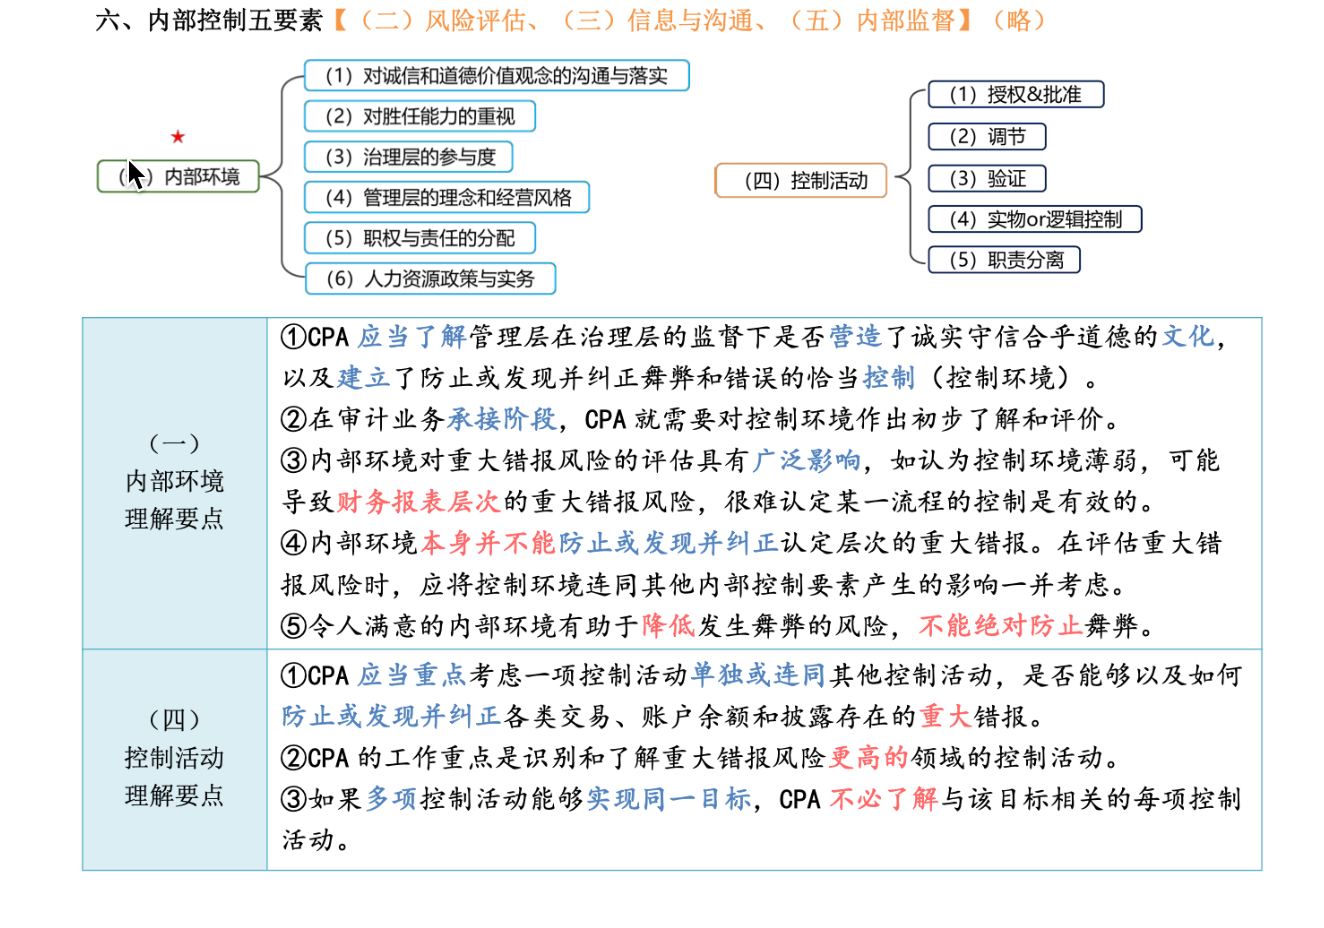 六、内部控制五要素【（二）风险评估、（三）信息与沟通、（五）内部监督】（略）
（1）对诚信和道德价值观念的沟通与落实
（2）对胜任能力的重视
（3）治理层的参与度
（4）管理层的理念和经营风格
（5）职权与责任的分配
（6）人力资源政策与实务
★
（ ）内部环境
（四）控制活动
（1）授权&批准
（2）调节
（3）验证
（4）实物or逻辑控制
（5）职责分离
（一）
内部环境
理解要点
①CPA 应当了解管理层在治理层的监督下是否营造了诚实守信合乎道德的文化，
以及建立了防止或发现并纠正舞弊和错误的恰当控制（控制环境）。
②在审计业务承接阶段，CPA 就需要对控制环境作出初步了解和评价。
③内部环境对重大错报风险的评估具有广泛影响，如认为控制环境薄弱，可能
导致财务报表层次的重大错报风险，很难认定某一流程的控制是有效的。
④内部环境本身并不能防止或发现并纠正认定层次的重大错报。在评估重大错
报风险时，应将控制环境连同其他内部控制要素产生的影响一并考虑。
⑤令人满意的内部环境有助于降低发生舞弊的风险，不能绝对防止舞弊。
（四）
控制活动
理解要点
①CPA 应当重点考虑一项控制活动单独或连同其他控制活动，是否能够以及如何
防止或发现并纠正各类交易、账户余额和披露存在的重大错报。
②CPA 的工作重点是识别和了解重大错报风险更高的领域的控制活动。
③如果多项控制活动能够实现同一目标，CPA 不必了解与该目标相关的每项控制
活动。